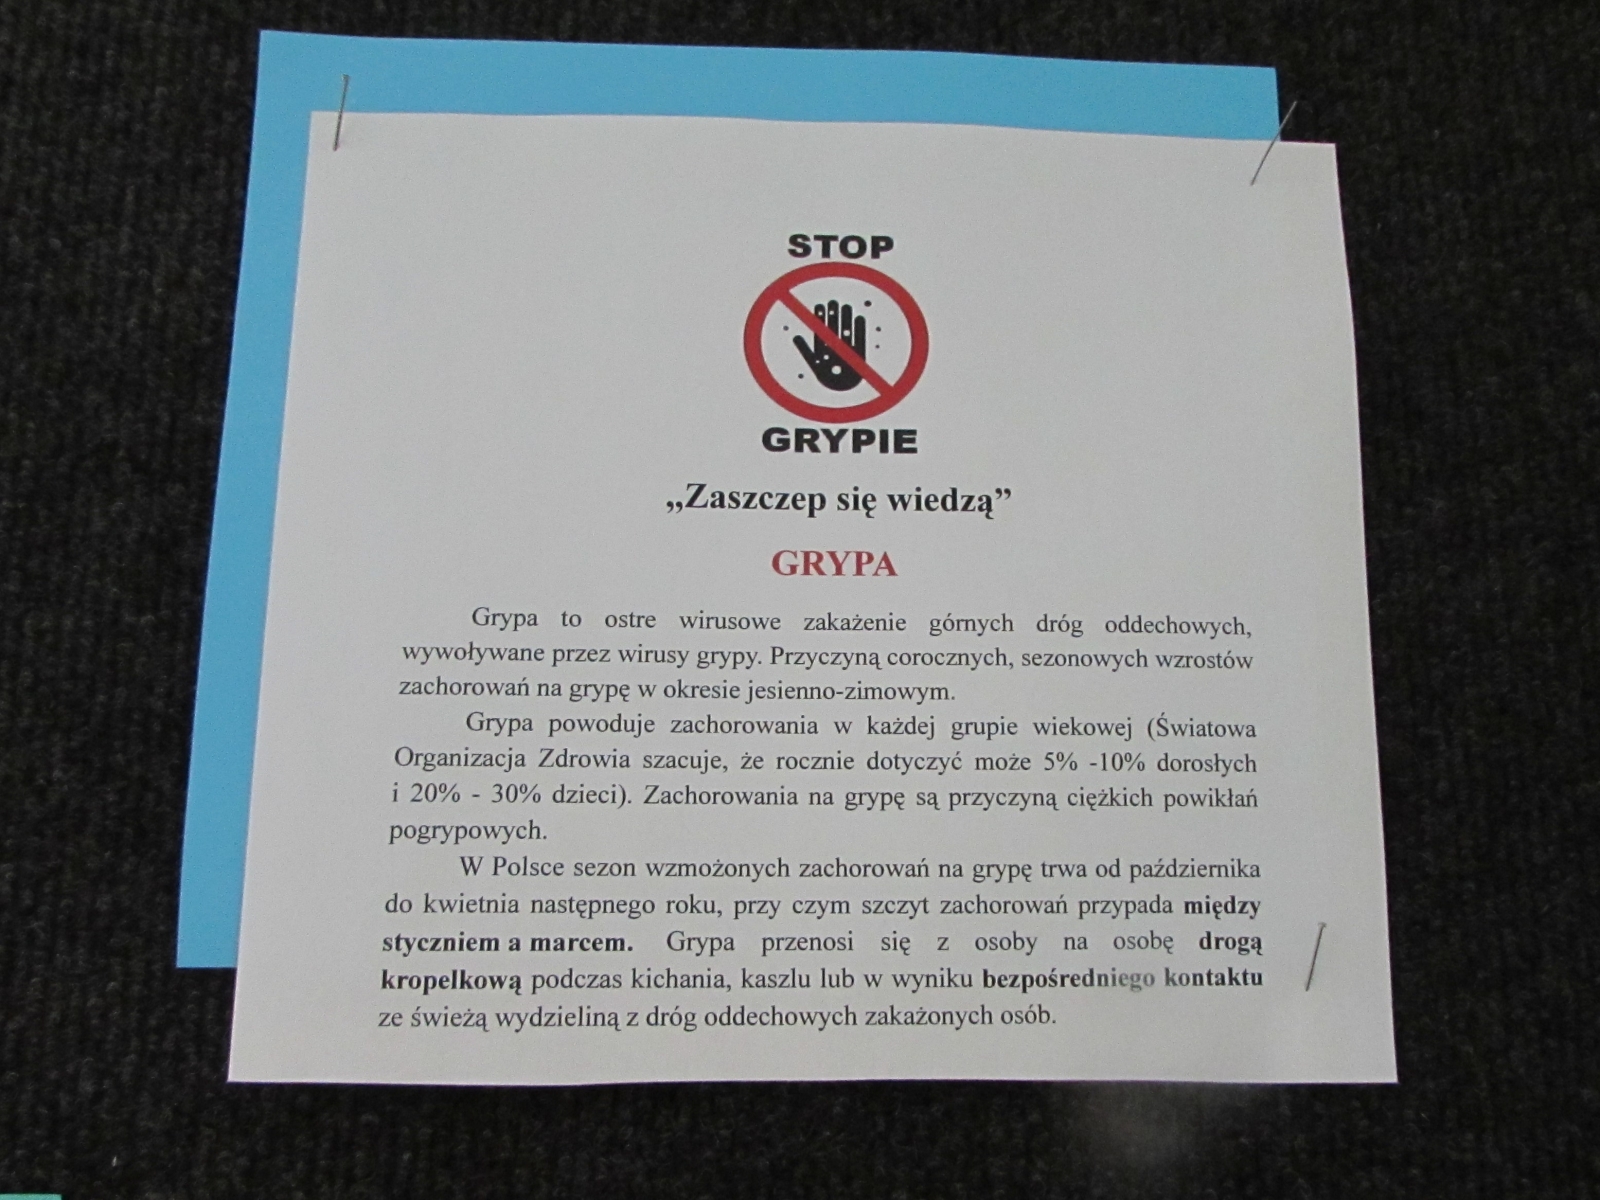 STOP
GRYPIE
„Zaszczep się wiedzą”
GRYPA
Grypa to ostre wirusowe zakażenie górnych dróg oddechowych,
wywoływane przez wirusy grypy. Przyczyną corocznych, sezonowych wzrostów
zachorowań na grypę w okresie jesienno-zimowym.
Grypa powoduje zachorowania w każdej grupie wiekowej (Światowa
Organizacja Zdrowia szacuje, że rocznie dotyczyć może 5% -10% dorosłych
i 20% - 30% dzieci). Zachorowania na grypę są przyczyną ciężkich powikłań
pogrypowych.
W Polsce sezon wzmożonych zachorowań na grypę trwa od października
do kwietnia następnego roku, przy czym szczyt zachorowań przypada między
styczniem a marcem. Grypa przenosi się z osoby na osobę drogą
kropelkową podczas kichania, kaszlu lub w wyniku bezpośredniego kontaktu
ze świeżą wydzieliną z dróg oddechowych zakażonych osób.